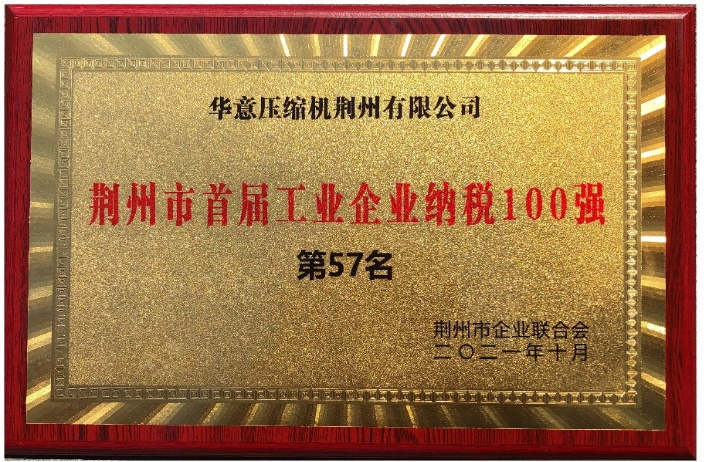 华意压缩机荆州有限公司
荆州市首届工业企业纳税100强
第57名
荆州市企业联合会
二〇二一年十月